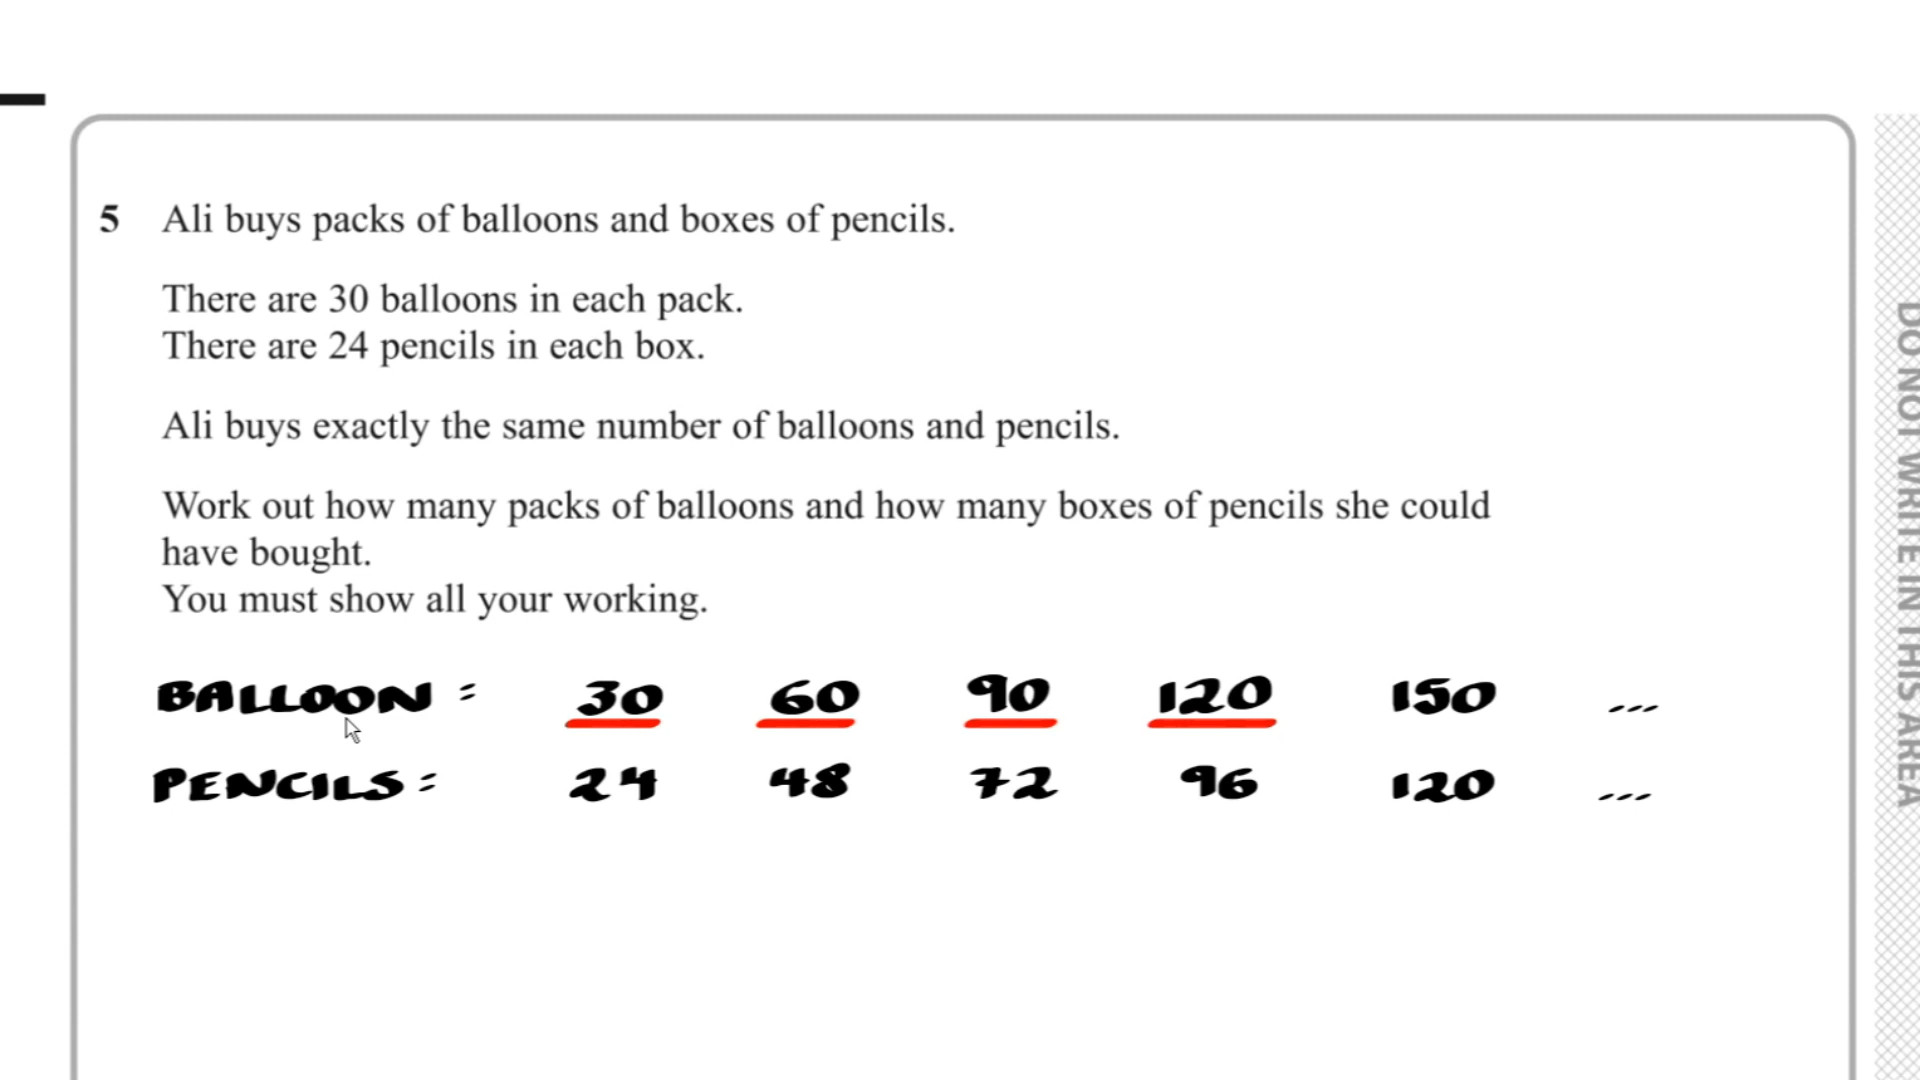 5 Ali buys packs of balloons and boxes of pencils.
There are 30 balloons in each pack.
There are 24 pencils in each box.
Ali buys exactly the same number of balloons and pencils.
Work out how many packs of balloons and how many boxes of pencils she could
have bought.
You must show all your working.
BALLOON = 30 60 90 120 150 ...
PENCILS = 24 48 72 96 120 ...
DO NOT WRITE IN THIS AREA